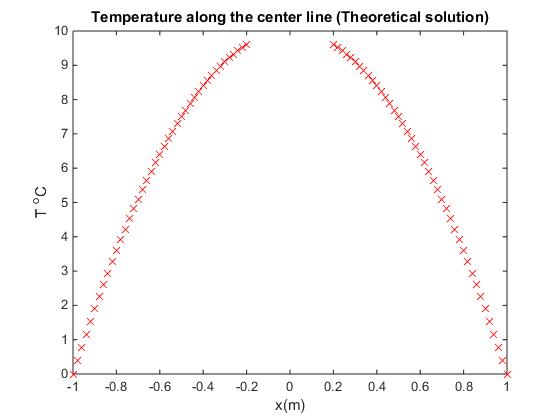 Temperature along the center line (Theoretical solution)
10
9
8
7
6
5
4
3
2
1
0
T °C
-1 -0.8 -0.6 -0.4 -0.2 0 0.2 0.4 0.6 0.8 1
x(m)